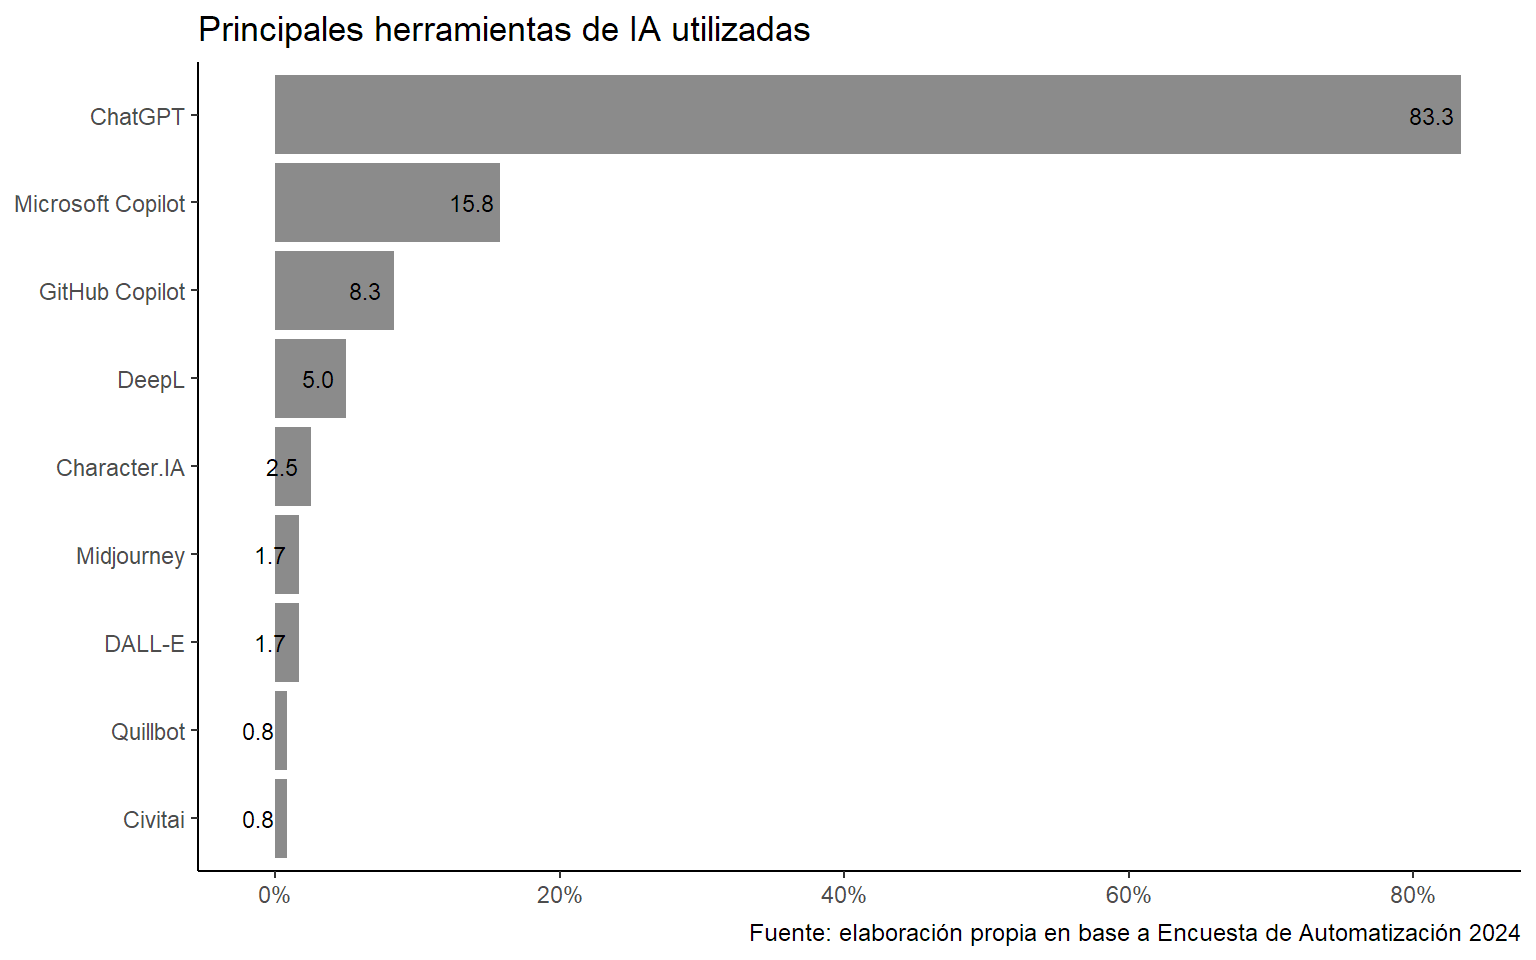 Principales herramientas de IA utilizadas
ChatGPT 83.3
Microsoft Copilot 15.8
GitHub Copilot 8.3
DeepL 5.0
Character.IA 2.5
Midjourney 1.7
DALL-E 1.7
Quillbot 0.8
Civitai 0.8
0% 20% 40% 60% 80%
Fuente: elaboración propia en base a Encuesta de Automatización 2024